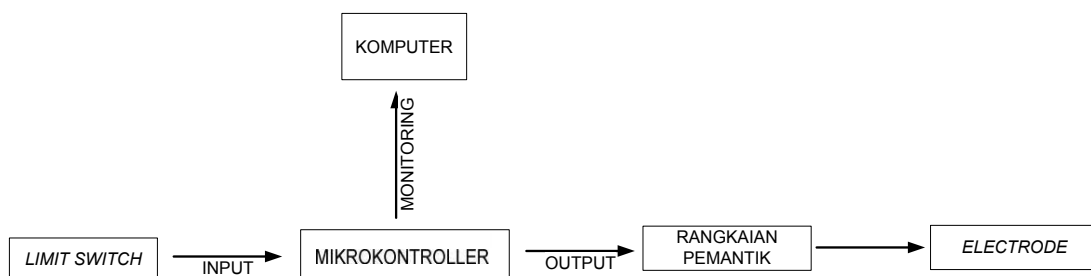 KOMPUTER
MONITORING
LIMIT SWITCH
INPUT
MIKROKONTROLLER
OUTPUT
RANGKAIAN
PEMANTIK
ELECTRODE